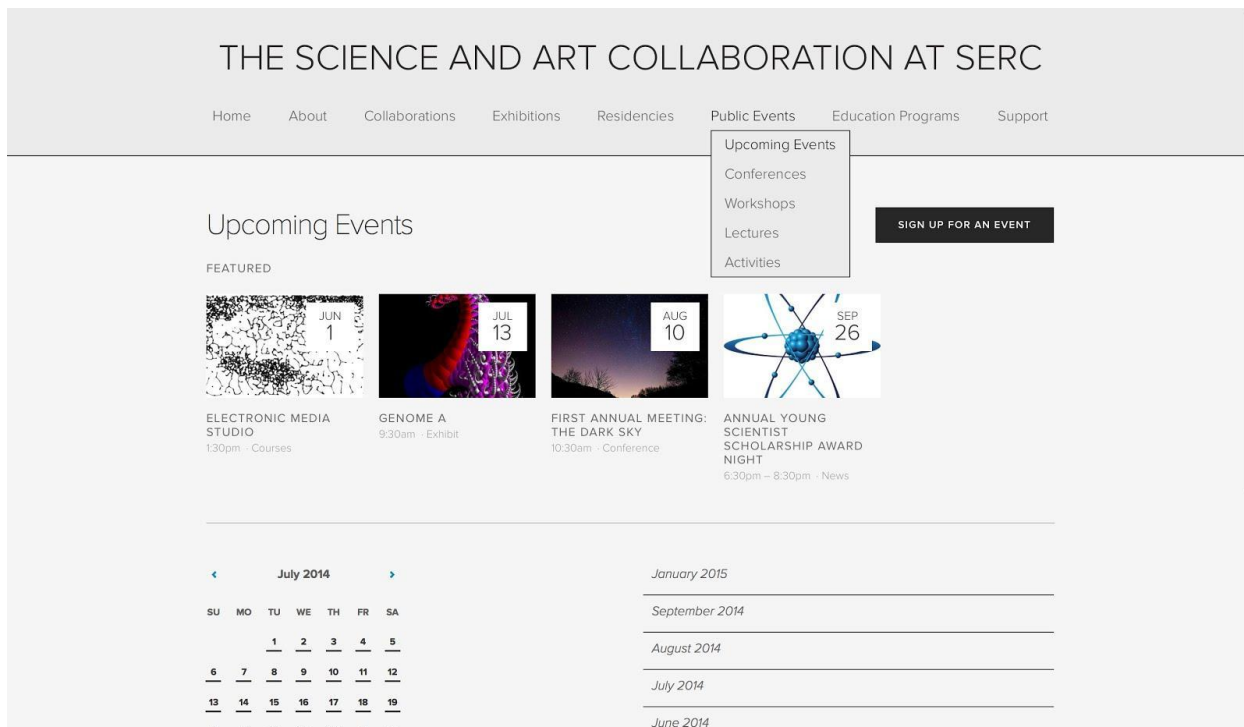 THE SCIENCE AND ART COLLABORATION AT SERC
Home About Collaborations Exhibitions Residencies Public Events Education Programs Support
Upcoming Events
Conferences
Workshops
Lectures
Activities
Upcoming Events
SIGN UP FOR AN EVENT
FEATURED
JUN
1
ELECTRONIC MEDIA
STUDIO
1:30pm · Courses
JUL
13
GENOME A
9:30am · Exhibit
AUG
10
FIRST ANNUAL MEETING:
THE DARK SKY
10:30am · Conference
SEP
26
ANNUAL YOUNG
SCIENTIST
SCHOLARSHIP AWARD
NIGHT
6:30pm – 8:30pm · News
‹ July 2014 ›
SU MO TU WE TH FR SA
1 2 3 4 5
6 7 8 9 10 11 12
13 14 15 16 17 18 19
January 2015
September 2014
August 2014
July 2014
June 2014